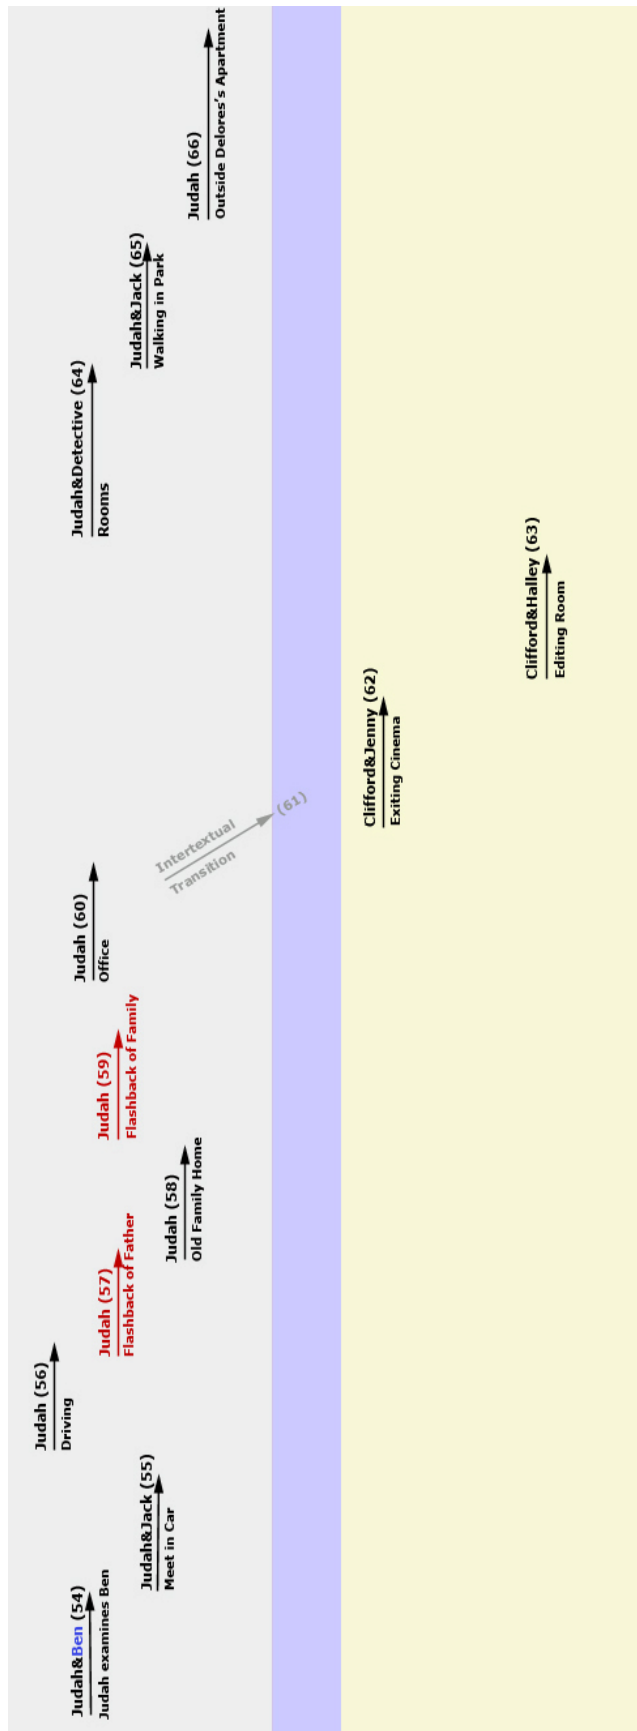 Judah&Ben (54)
Judah examines Ben
Judah&Jack (55)
Meet in Car
Judah (56)
Driving
Judah (57)
Flashback of Father
Judah (58)
Old Family Home
Judah (59)
Flashback of Family
Judah (60)
Office
Intertextual
Transition
(61)
Clifford&Jenny (62)
Exiting Cinema
Clifford&Halley (63)
Editing Room
Judah&Detective (64)
Rooms
Judah&Jack (65)
Walking in Park
Judah (66)
Outside Delores's Apartment